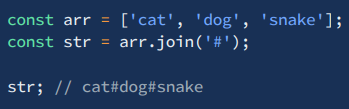 const arr = ['cat', 'dog', 'snake'];
const str = arr.join('#');
str; // cat#dog#snake